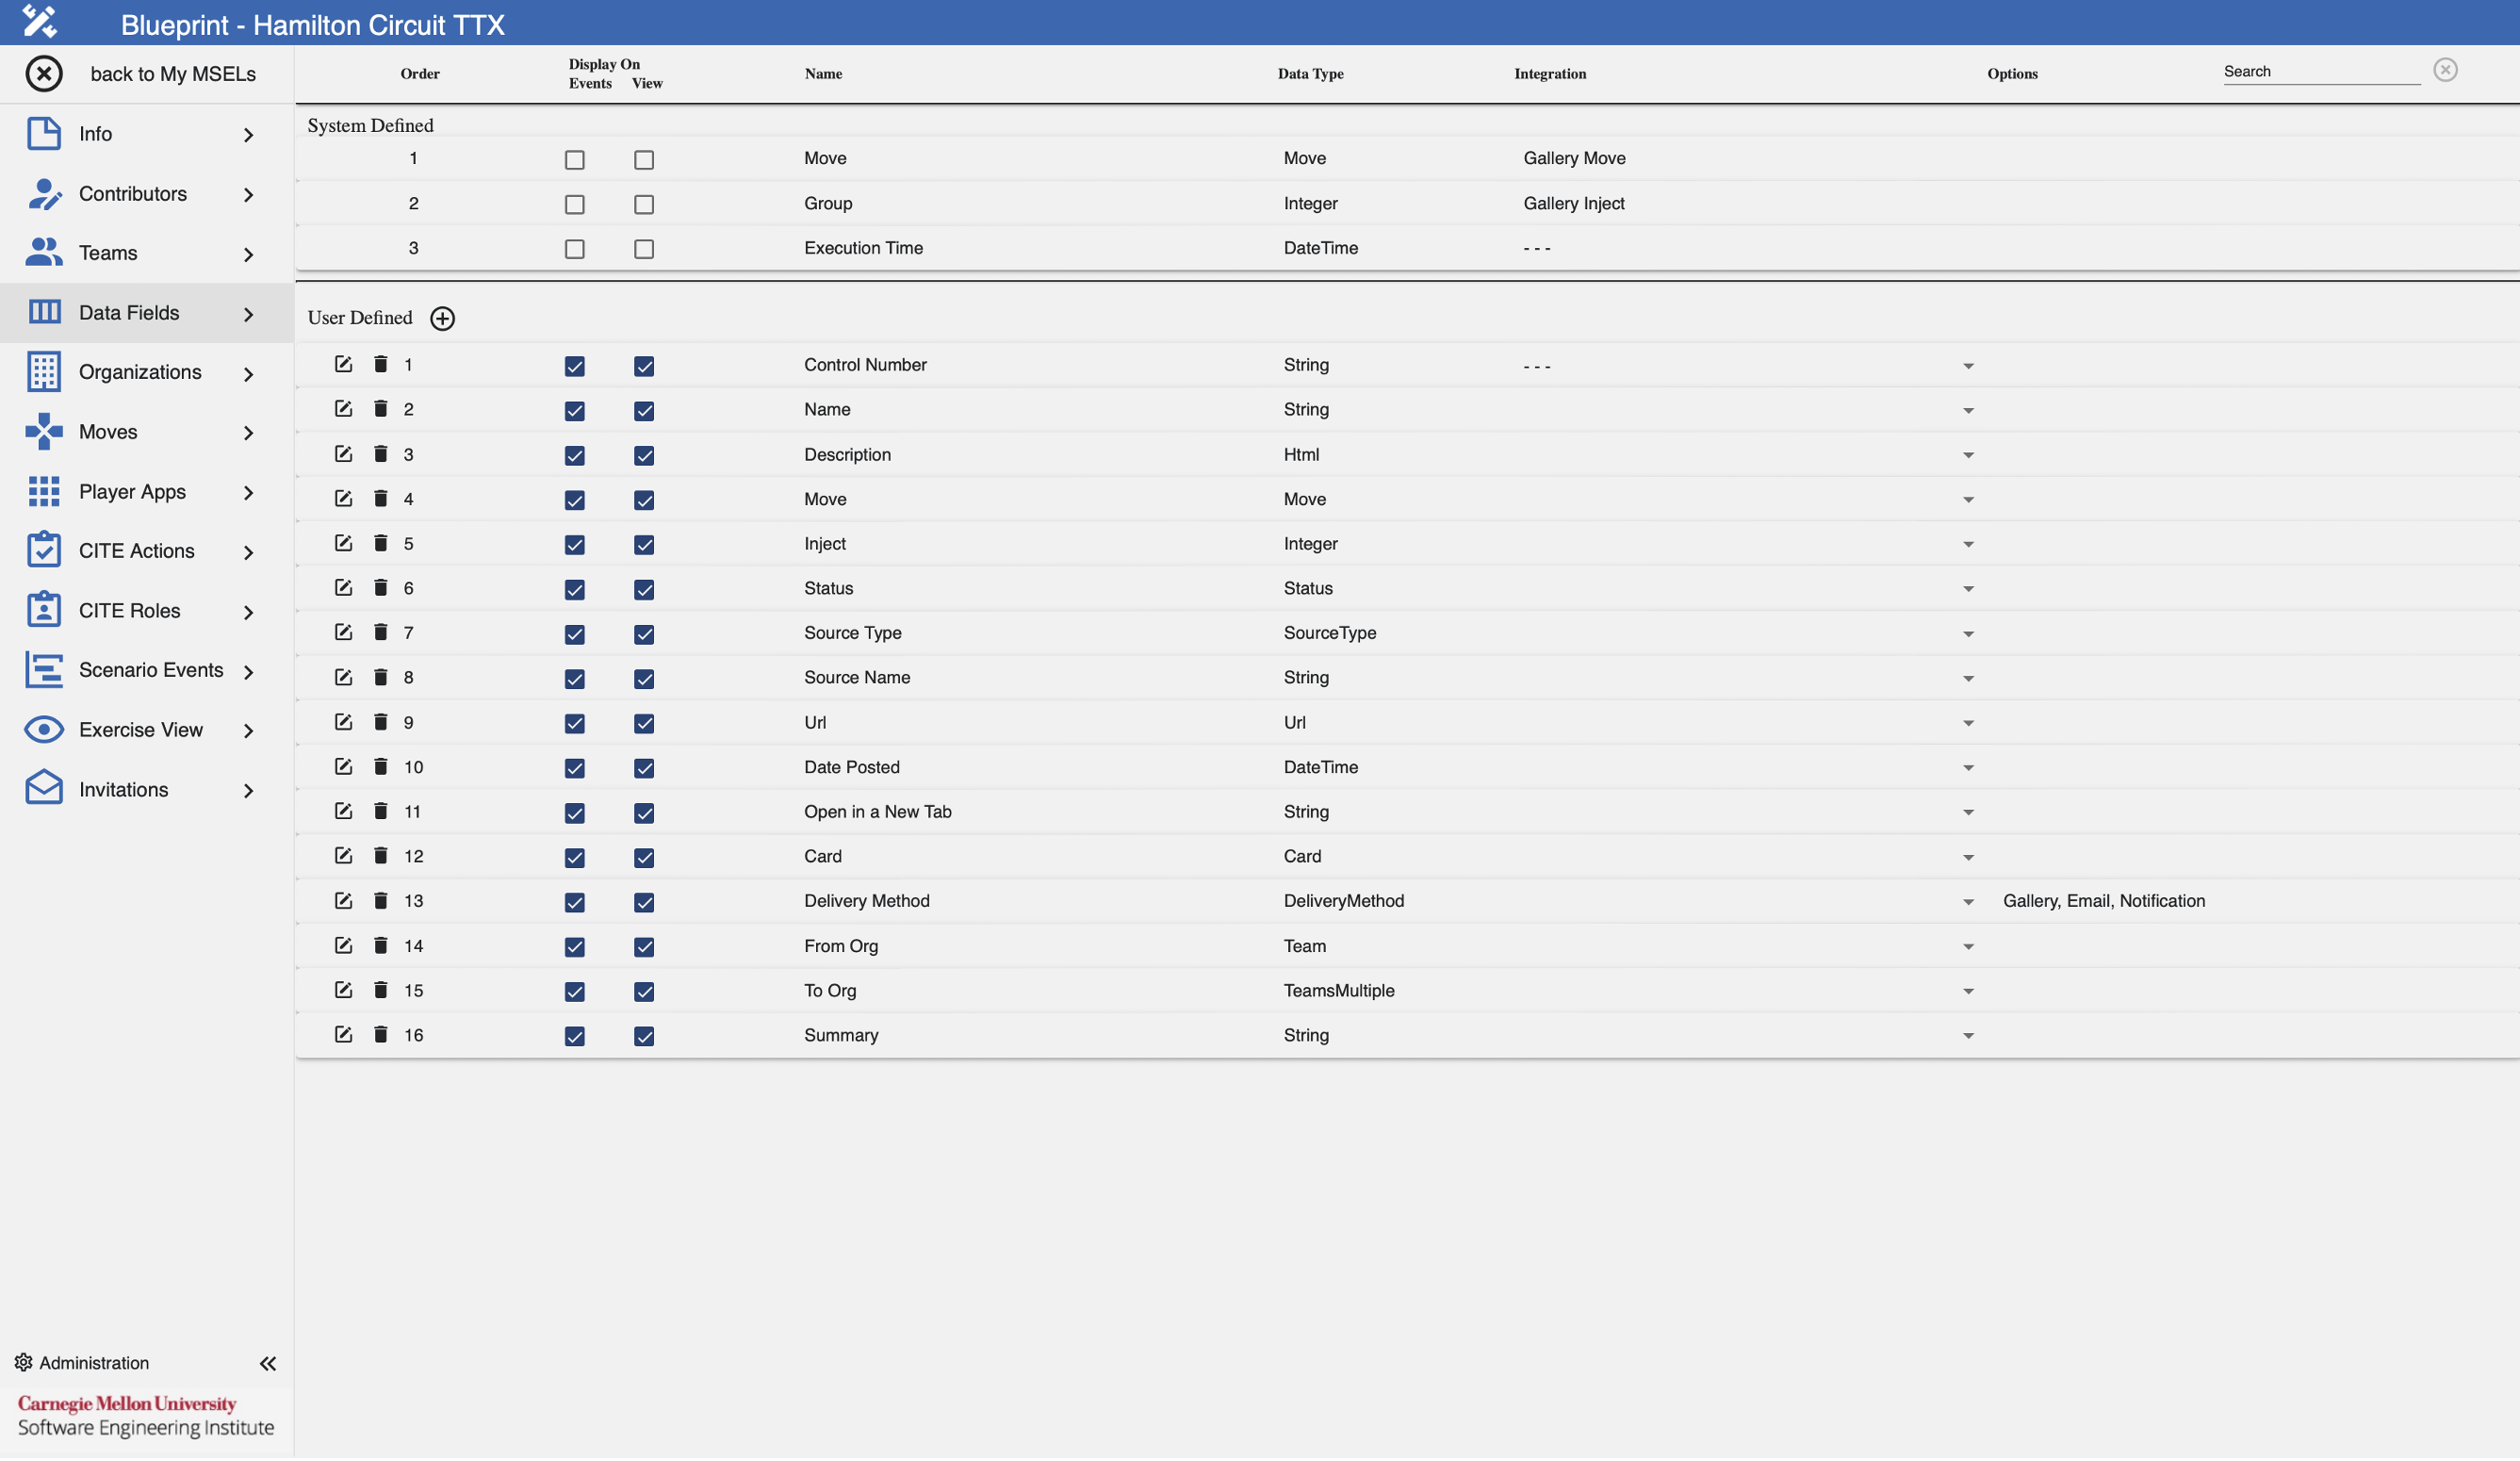 Blueprint - Hamilton Circuit TTX
back to My MSELs
Order Display On Events View Name Data Type Integration Options Search
Info
Contributors
Teams
Data Fields
Organizations
Moves
Player Apps
CITE Actions
CITE Roles
Scenario Events
Exercise View
Invitations
Administration
Carnegie Mellon University
Software Engineering Institute
System Defined
1 Move Move Gallery Move
2 Group Integer Gallery Inject
3 Execution Time DateTime - - -
User Defined
1 Control Number String - - -
2 Name String
3 Description Html
4 Move Move
5 Inject Integer
6 Status Status
7 Source Type SourceType
8 Source Name String
9 Url Url
10 Date Posted DateTime
11 Open in a New Tab String
12 Card Card
13 Delivery Method DeliveryMethod Gallery, Email, Notification
14 From Org Team
15 To Org TeamsMultiple
16 Summary String